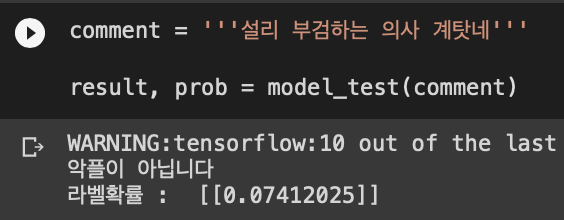 comment = '''설리 부검하는 의사 계탓네'''
result, prob = model_test(comment)
WARNING:tensorflow:10 out of the last
악플이 아닙니다
라벨확률 :  [[0.07412025]]